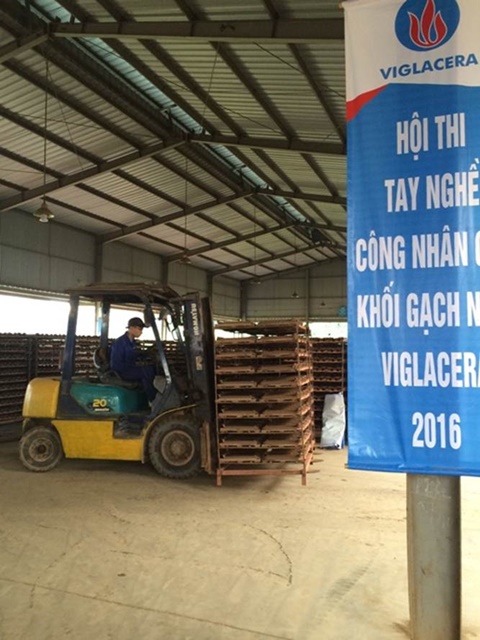 VIGLACERA
HỘI THI
TAY NGHỀ
CÔNG NHÂN
KHỐI GẠCH
VIGLACERA
2016
20